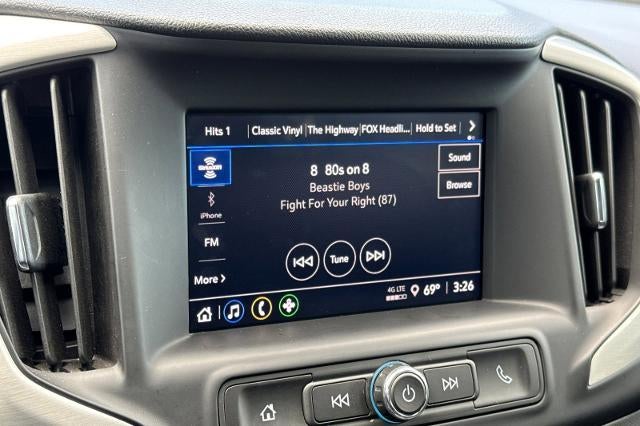 Hits 1 Classic Vinyl The Highway FOX Headli... Hold to Set
SiriusXM
8 80s on 8
Sound
Beastie Boys
Browse
Fight For Your Right (87)
iPhone
FM
Tune
More
4G LTE 69° 3:26